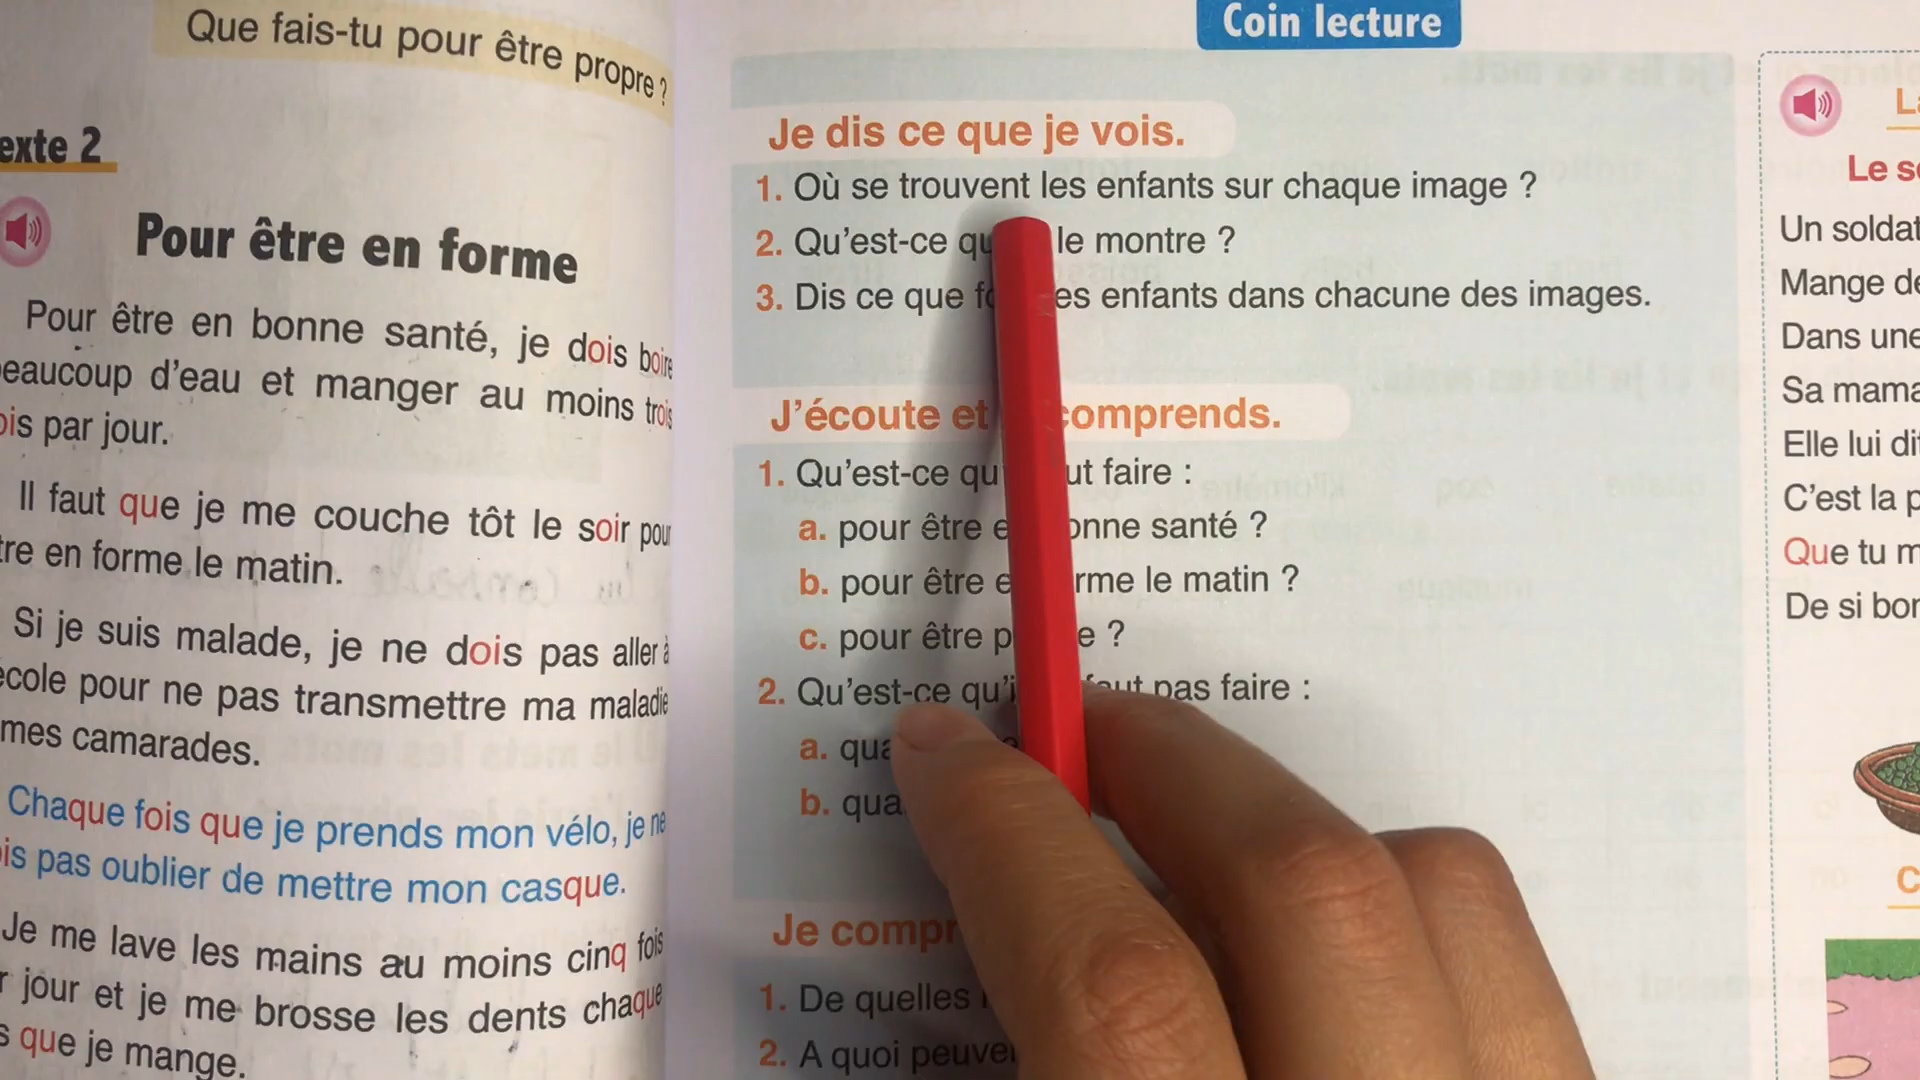 Que fais-tu pour être propre ?
exte 2
Pour être en forme
Pour être en bonne santé, je dois boire
eaucoup d'eau et manger au moins trois
ois par jour.
Il faut que je me couche tôt le soir pour
tre en forme le matin.
Si je suis malade, je ne dois pas aller à
école pour ne pas transmettre ma maladie
mes camarades.
Chaque fois que je prends mon vélo, je ne
is pas oublier de mettre mon casque.
Je me lave les mains au moins cinq fois
r jour et je me brosse les dents chaque
s que je mange.
Coin lecture
Je dis ce que je vois.
1. Où se trouvent les enfants sur chaque image ?
2. Qu'est-ce qu le montre ?
3. Dis ce que fo es enfants dans chacune des images.
J'écoute et comprends.
1. Qu'est-ce qu ut faire :
a. pour être e onne santé ?
b. pour être e rme le matin ?
c. pour être p e ?
2. Qu'est-ce qu'i faut pas faire :
a. qua
b. qua
Je compr
1. De quelles
2. A quoi peuve
Le s
Un soldat
Mange de
Dans une
Sa mama
Elle lui di
C'est la p
Que tu m
De si bor